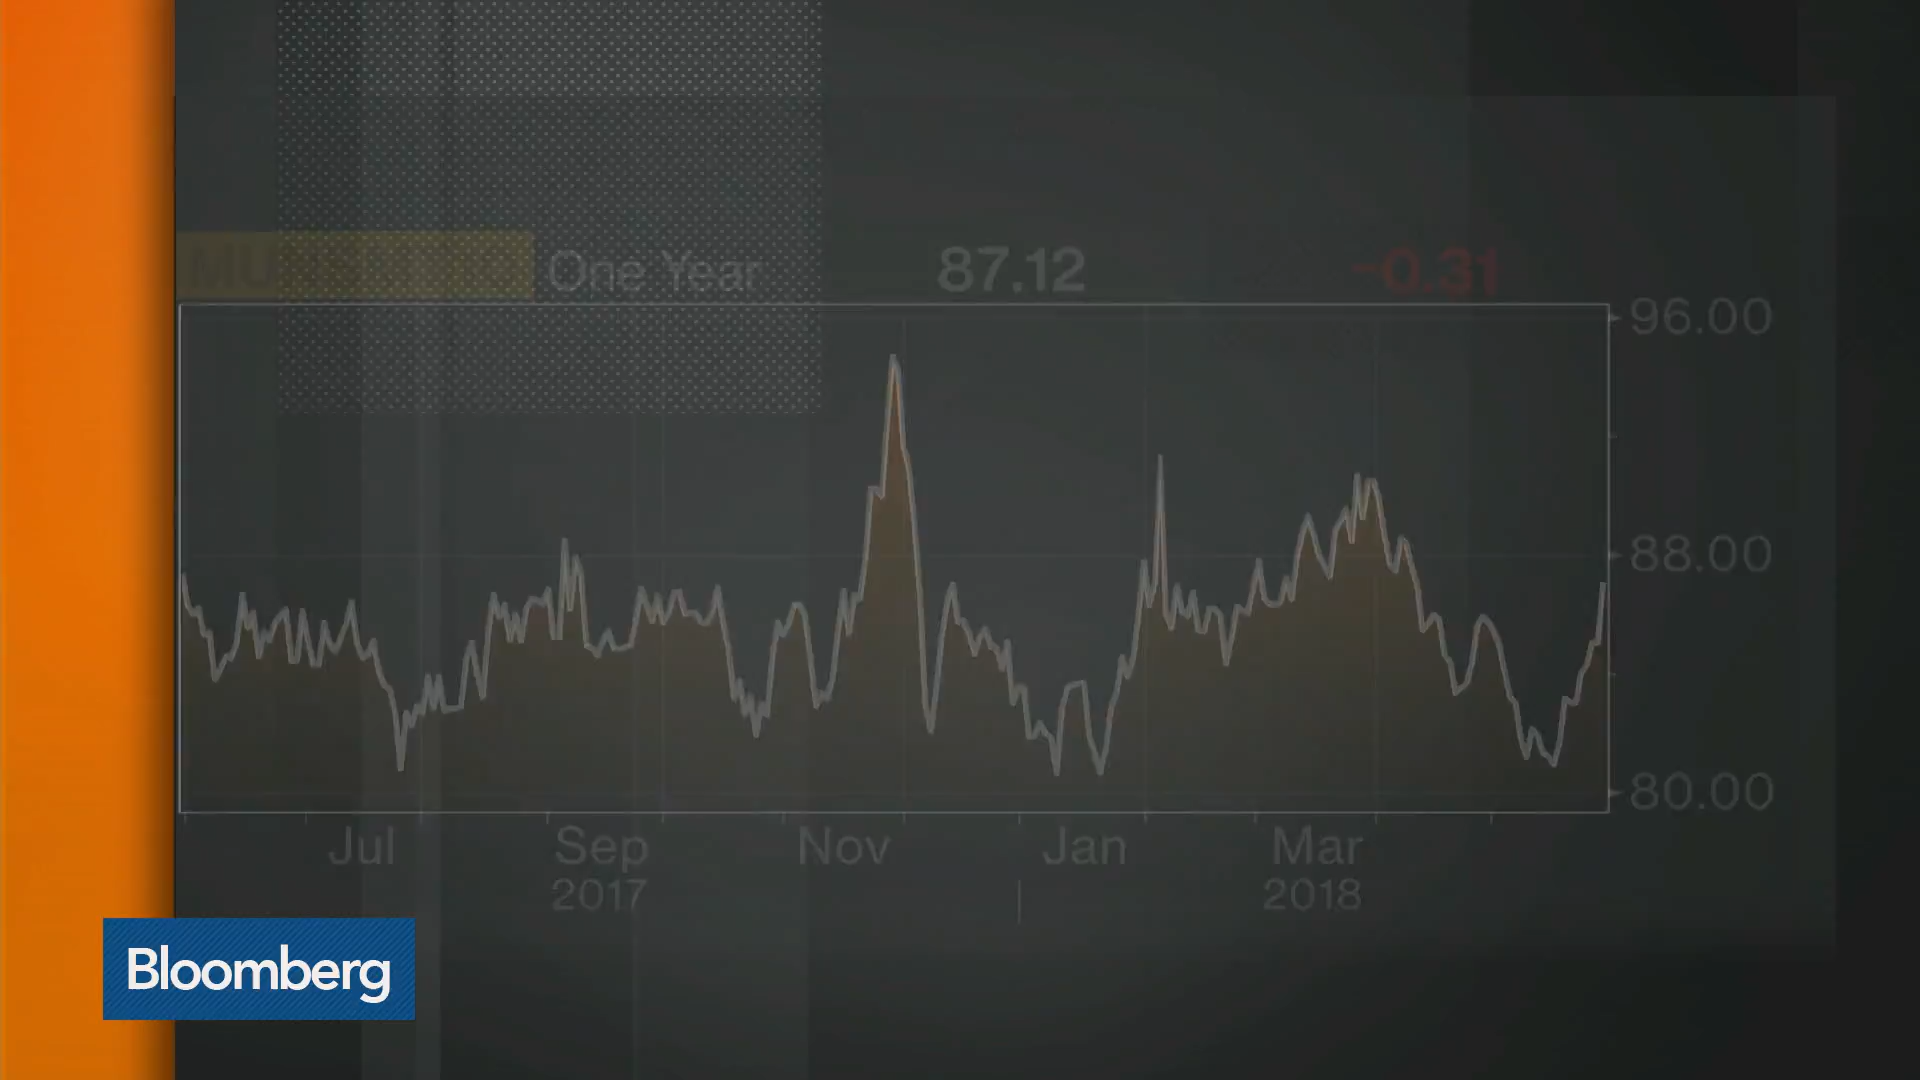 One Year 87.12 -0.31
96.00
88.00
80.00
Jul Sep Nov Jan Mar
2017 2018
Bloomberg